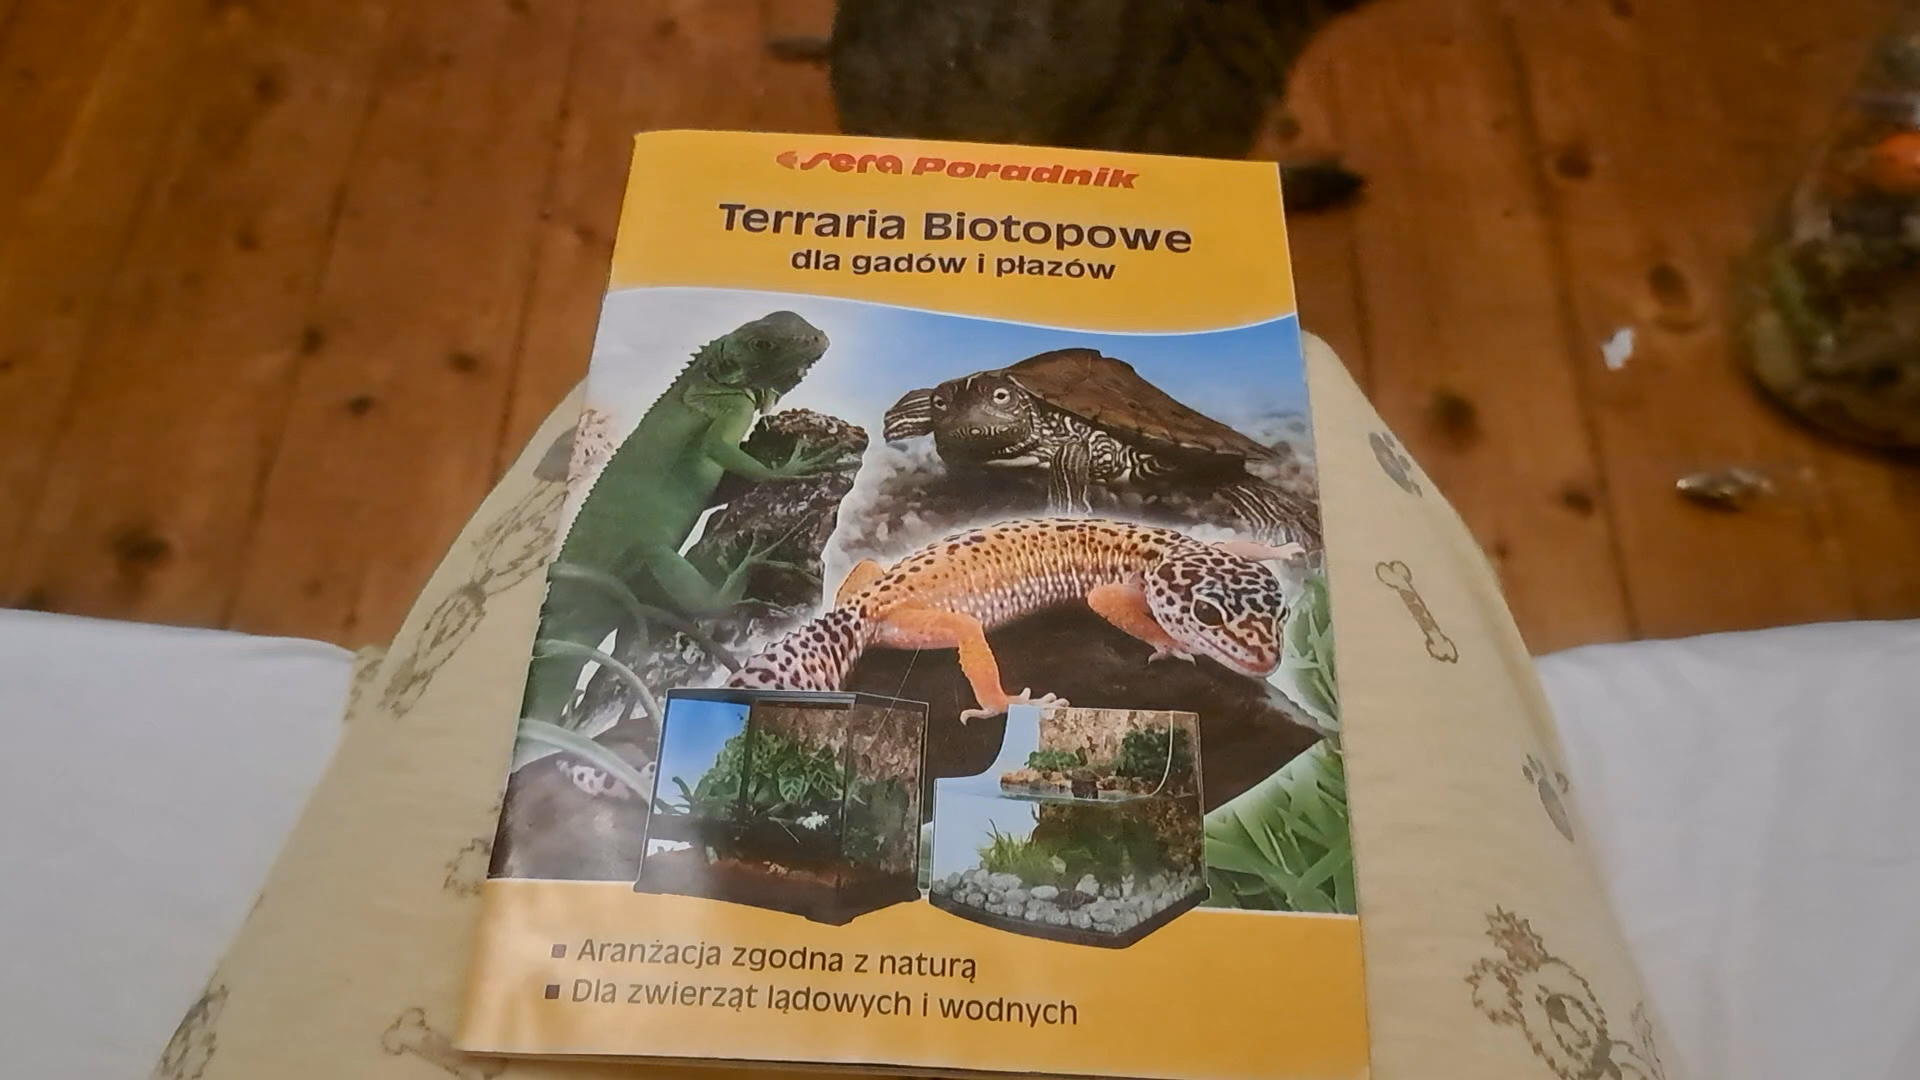 sera Poradnik
Terraria Biotopowe
dla gadów i płazów
▪ Aranżacja zgodna z naturą
▪ Dla zwierząt lądowych i wodnych